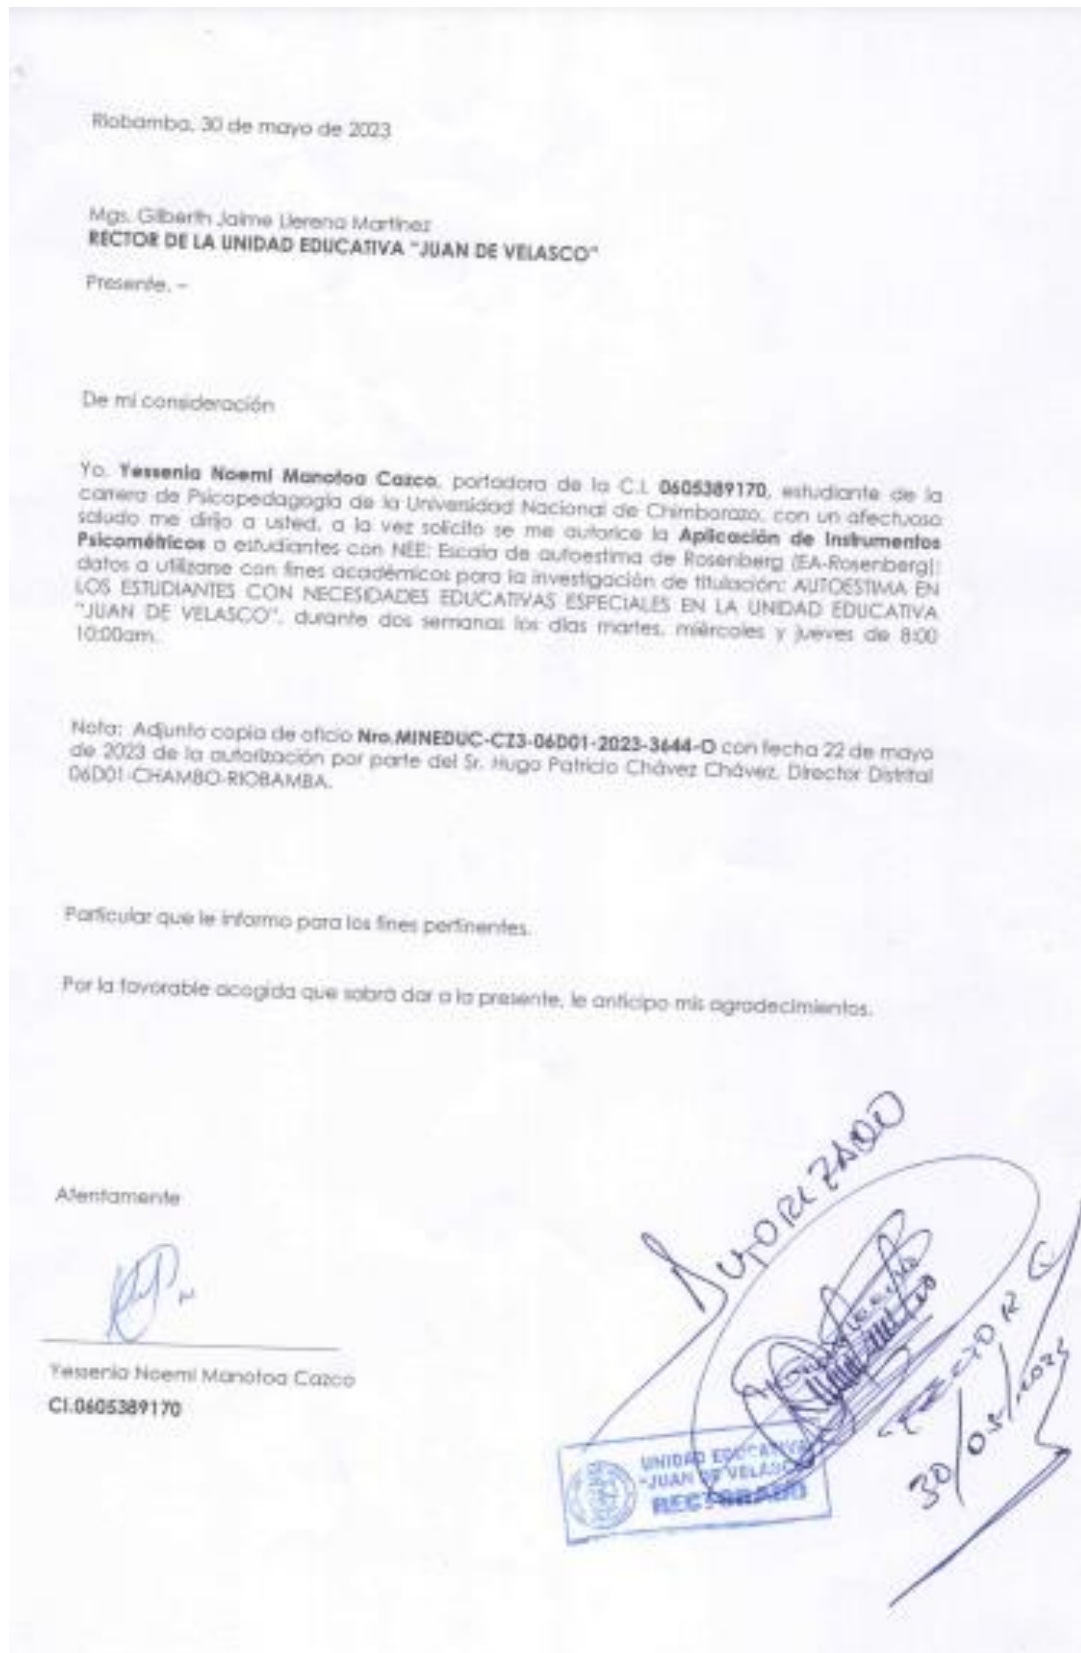 Riobamba, 30 de mayo de 2023
Mgs. Gilberth Jaime Llerena Martínez
RECTOR DE LA UNIDAD EDUCATIVA "JUAN DE VELASCO"
Presente. –
De mi consideración
Yo, Yessenia Noemi Manotoa Cazco, portadora de la C.I. 0605389170, estudiante de la
carrera de Psicopedagogía de la Universidad Nacional de Chimborazo, con un afectuoso
saludo me dirijo a usted, a la vez solicito se me autorice la Aplicación de Instrumentos
Psicométricos a estudiantes con NEE: Escala de autoestima de Rosenberg (EA-Rosenberg);
datos a utilizarse con fines académicos para la investigación de titulación: AUTOESTIMA EN
LOS ESTUDIANTES CON NECESIDADES EDUCATIVAS ESPECIALES EN LA UNIDAD EDUCATIVA
"JUAN DE VELASCO", durante dos semanas los días martes, miércoles y jueves de 8:00
10:00am.
Nota: Adjunto copia de oficio Nro.MINEDUC-CZ3-06D01-2023-3644-O con fecha 22 de mayo
de 2023 de la autorización por parte del Sr. Hugo Patricio Chávez Chávez, Director Distrital
06D01-CHAMBO-RIOBAMBA.
Particular que le informo para los fines pertinentes.
Por la favorable acogida que sabrá dar a la presente, le anticipo mis agradecimientos.
Atentamente
Yessenia Noemi Manotoa Cazco
CI.0605389170
AUTORIZADO
30/05/2023
UNIDAD EDUCATIVA
"JUAN DE VELASCO"
RECTORADO